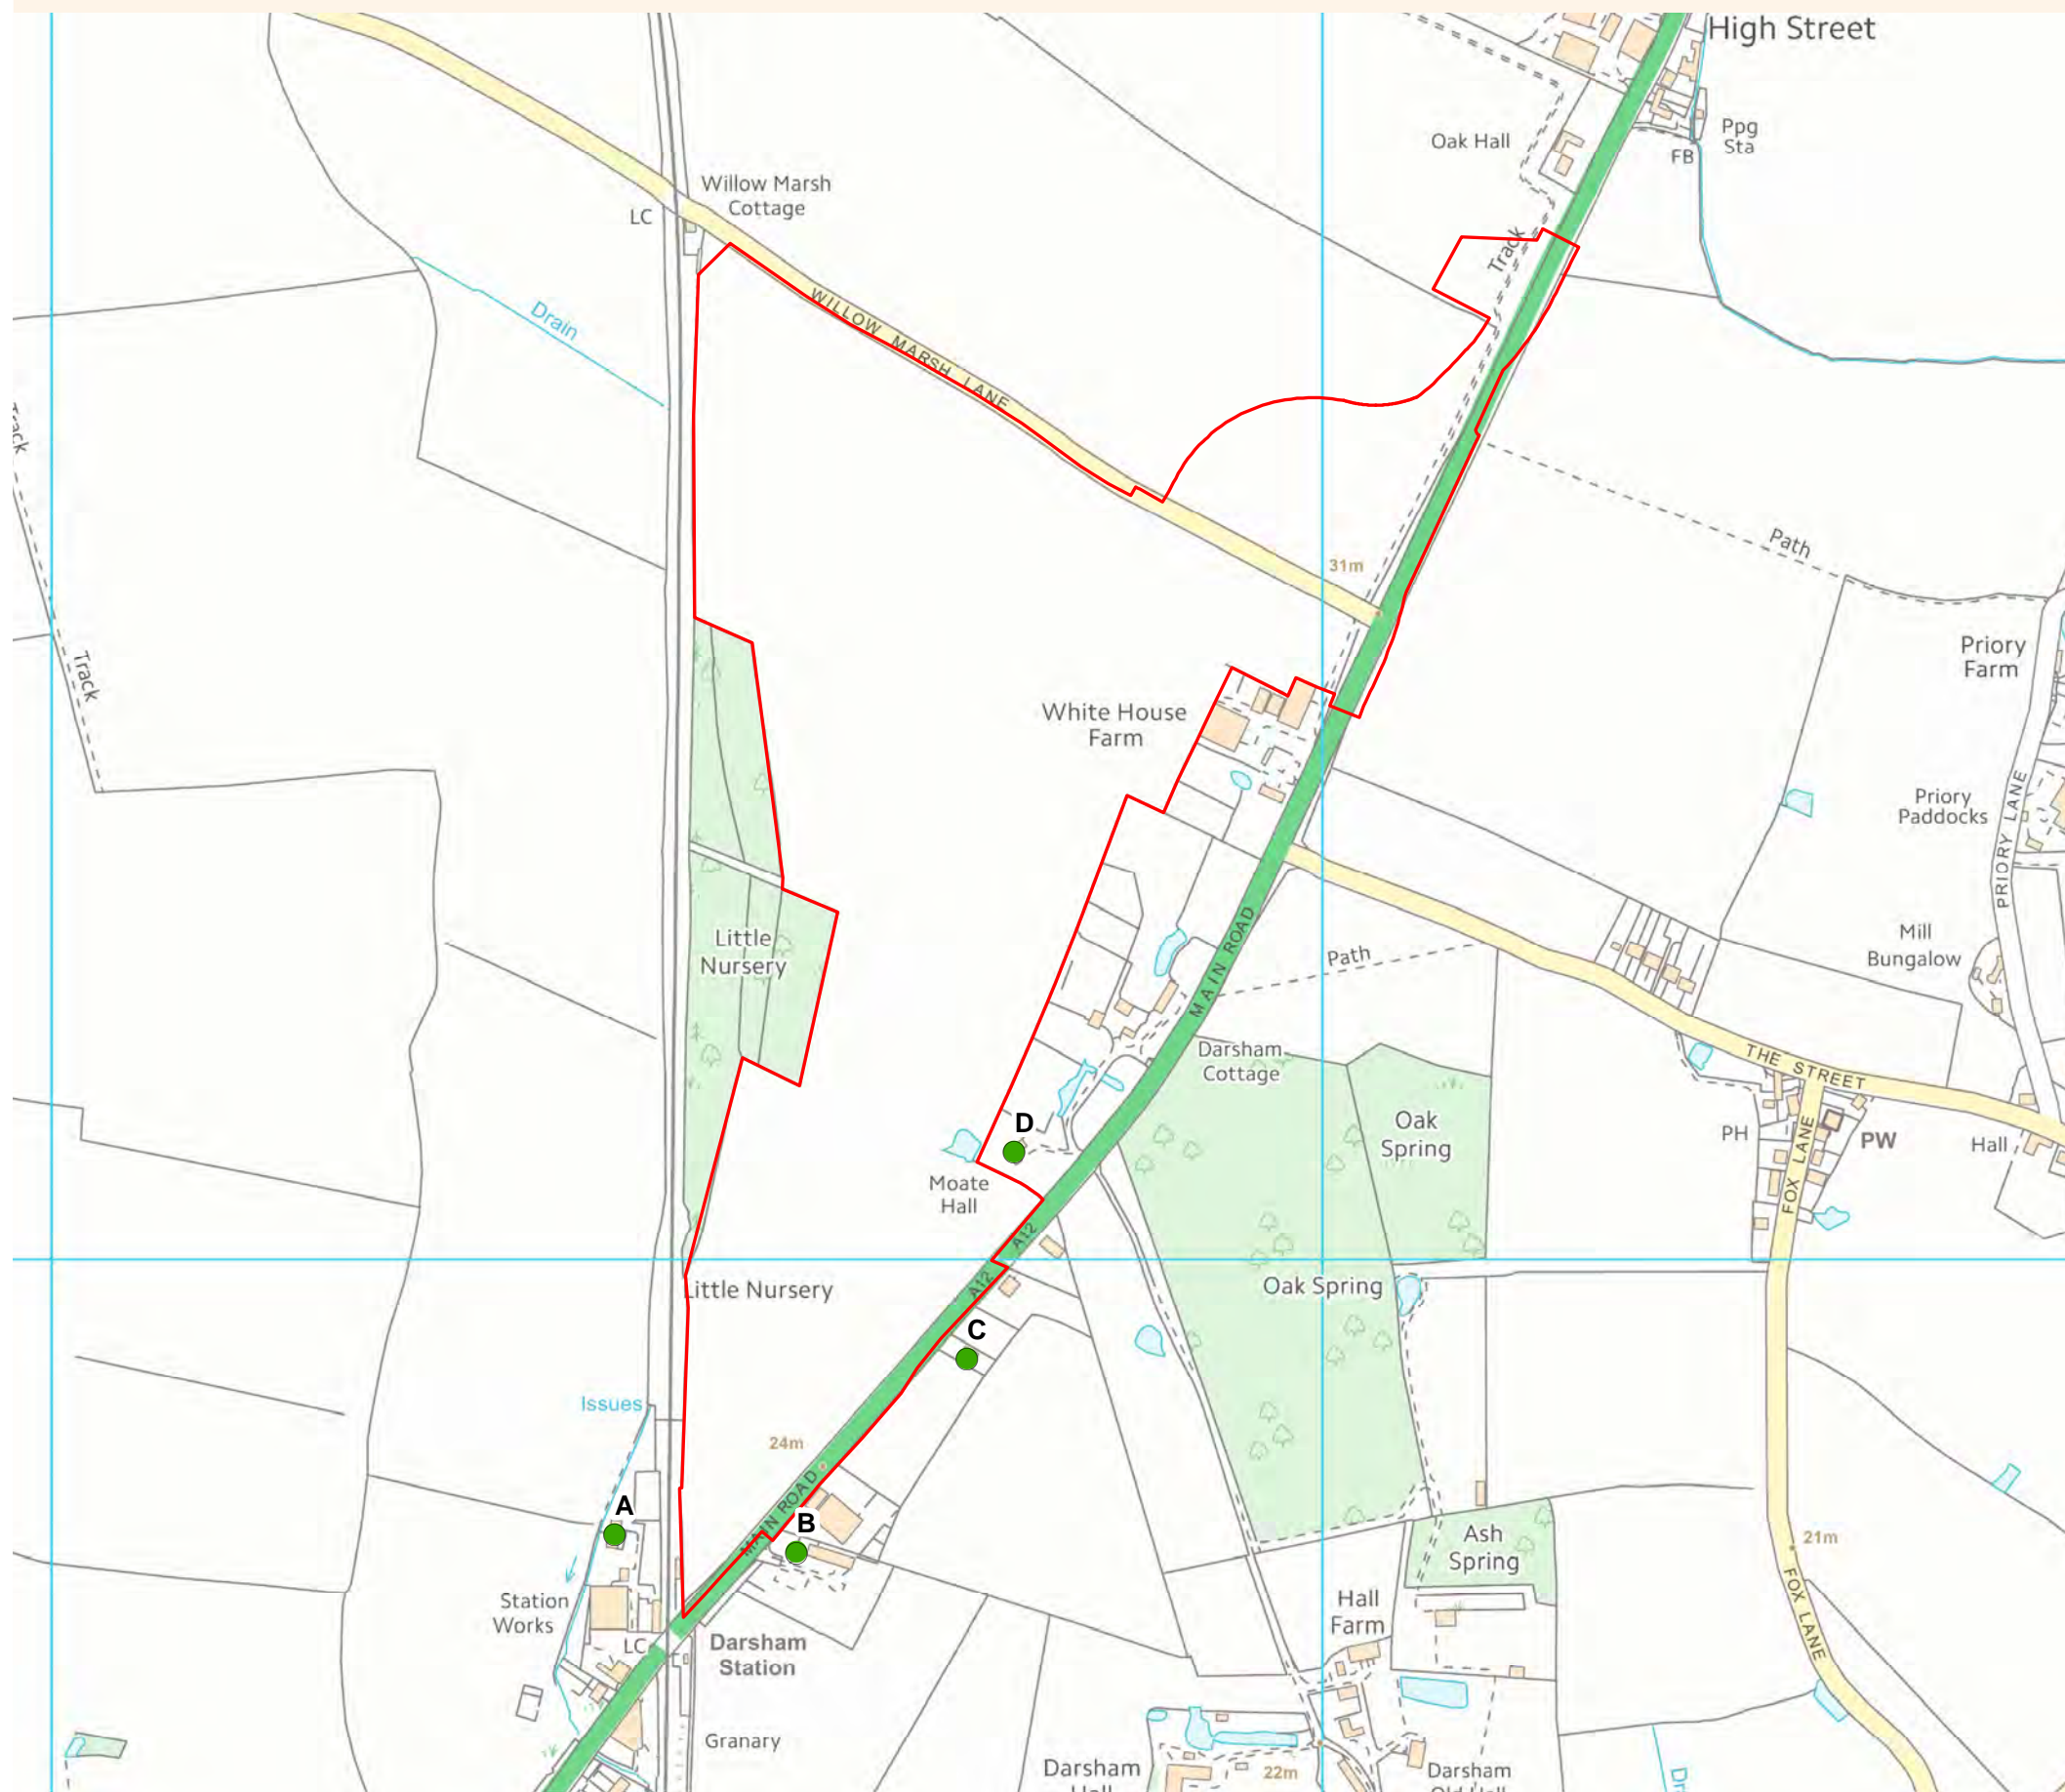 High Street
Oak Hall
Ppg
Sta
FB
Willow Marsh
Cottage
LC
Track
WILLOW MARSH LANE
Drain
Track
Path
31m
Priory
Farm
Track
White House
Farm
Priory
Paddocks
PRIORY LANE
Mill
Bungalow
Little
Nursery
MAIN ROAD
Path
Darsham
Cottage
THE STREET
Oak
Spring
PH
FOX LANE
PW
Hall
D
Moate
Hall
A12
A12
Oak Spring
Little Nursery
C
Issues
24m
MAIN ROAD
A
B
Ash
Spring
21m
FOX LANE
Station
Works
LC
Darsham
Station
Hall
Farm
Granary
Darsham
22m
Darsham